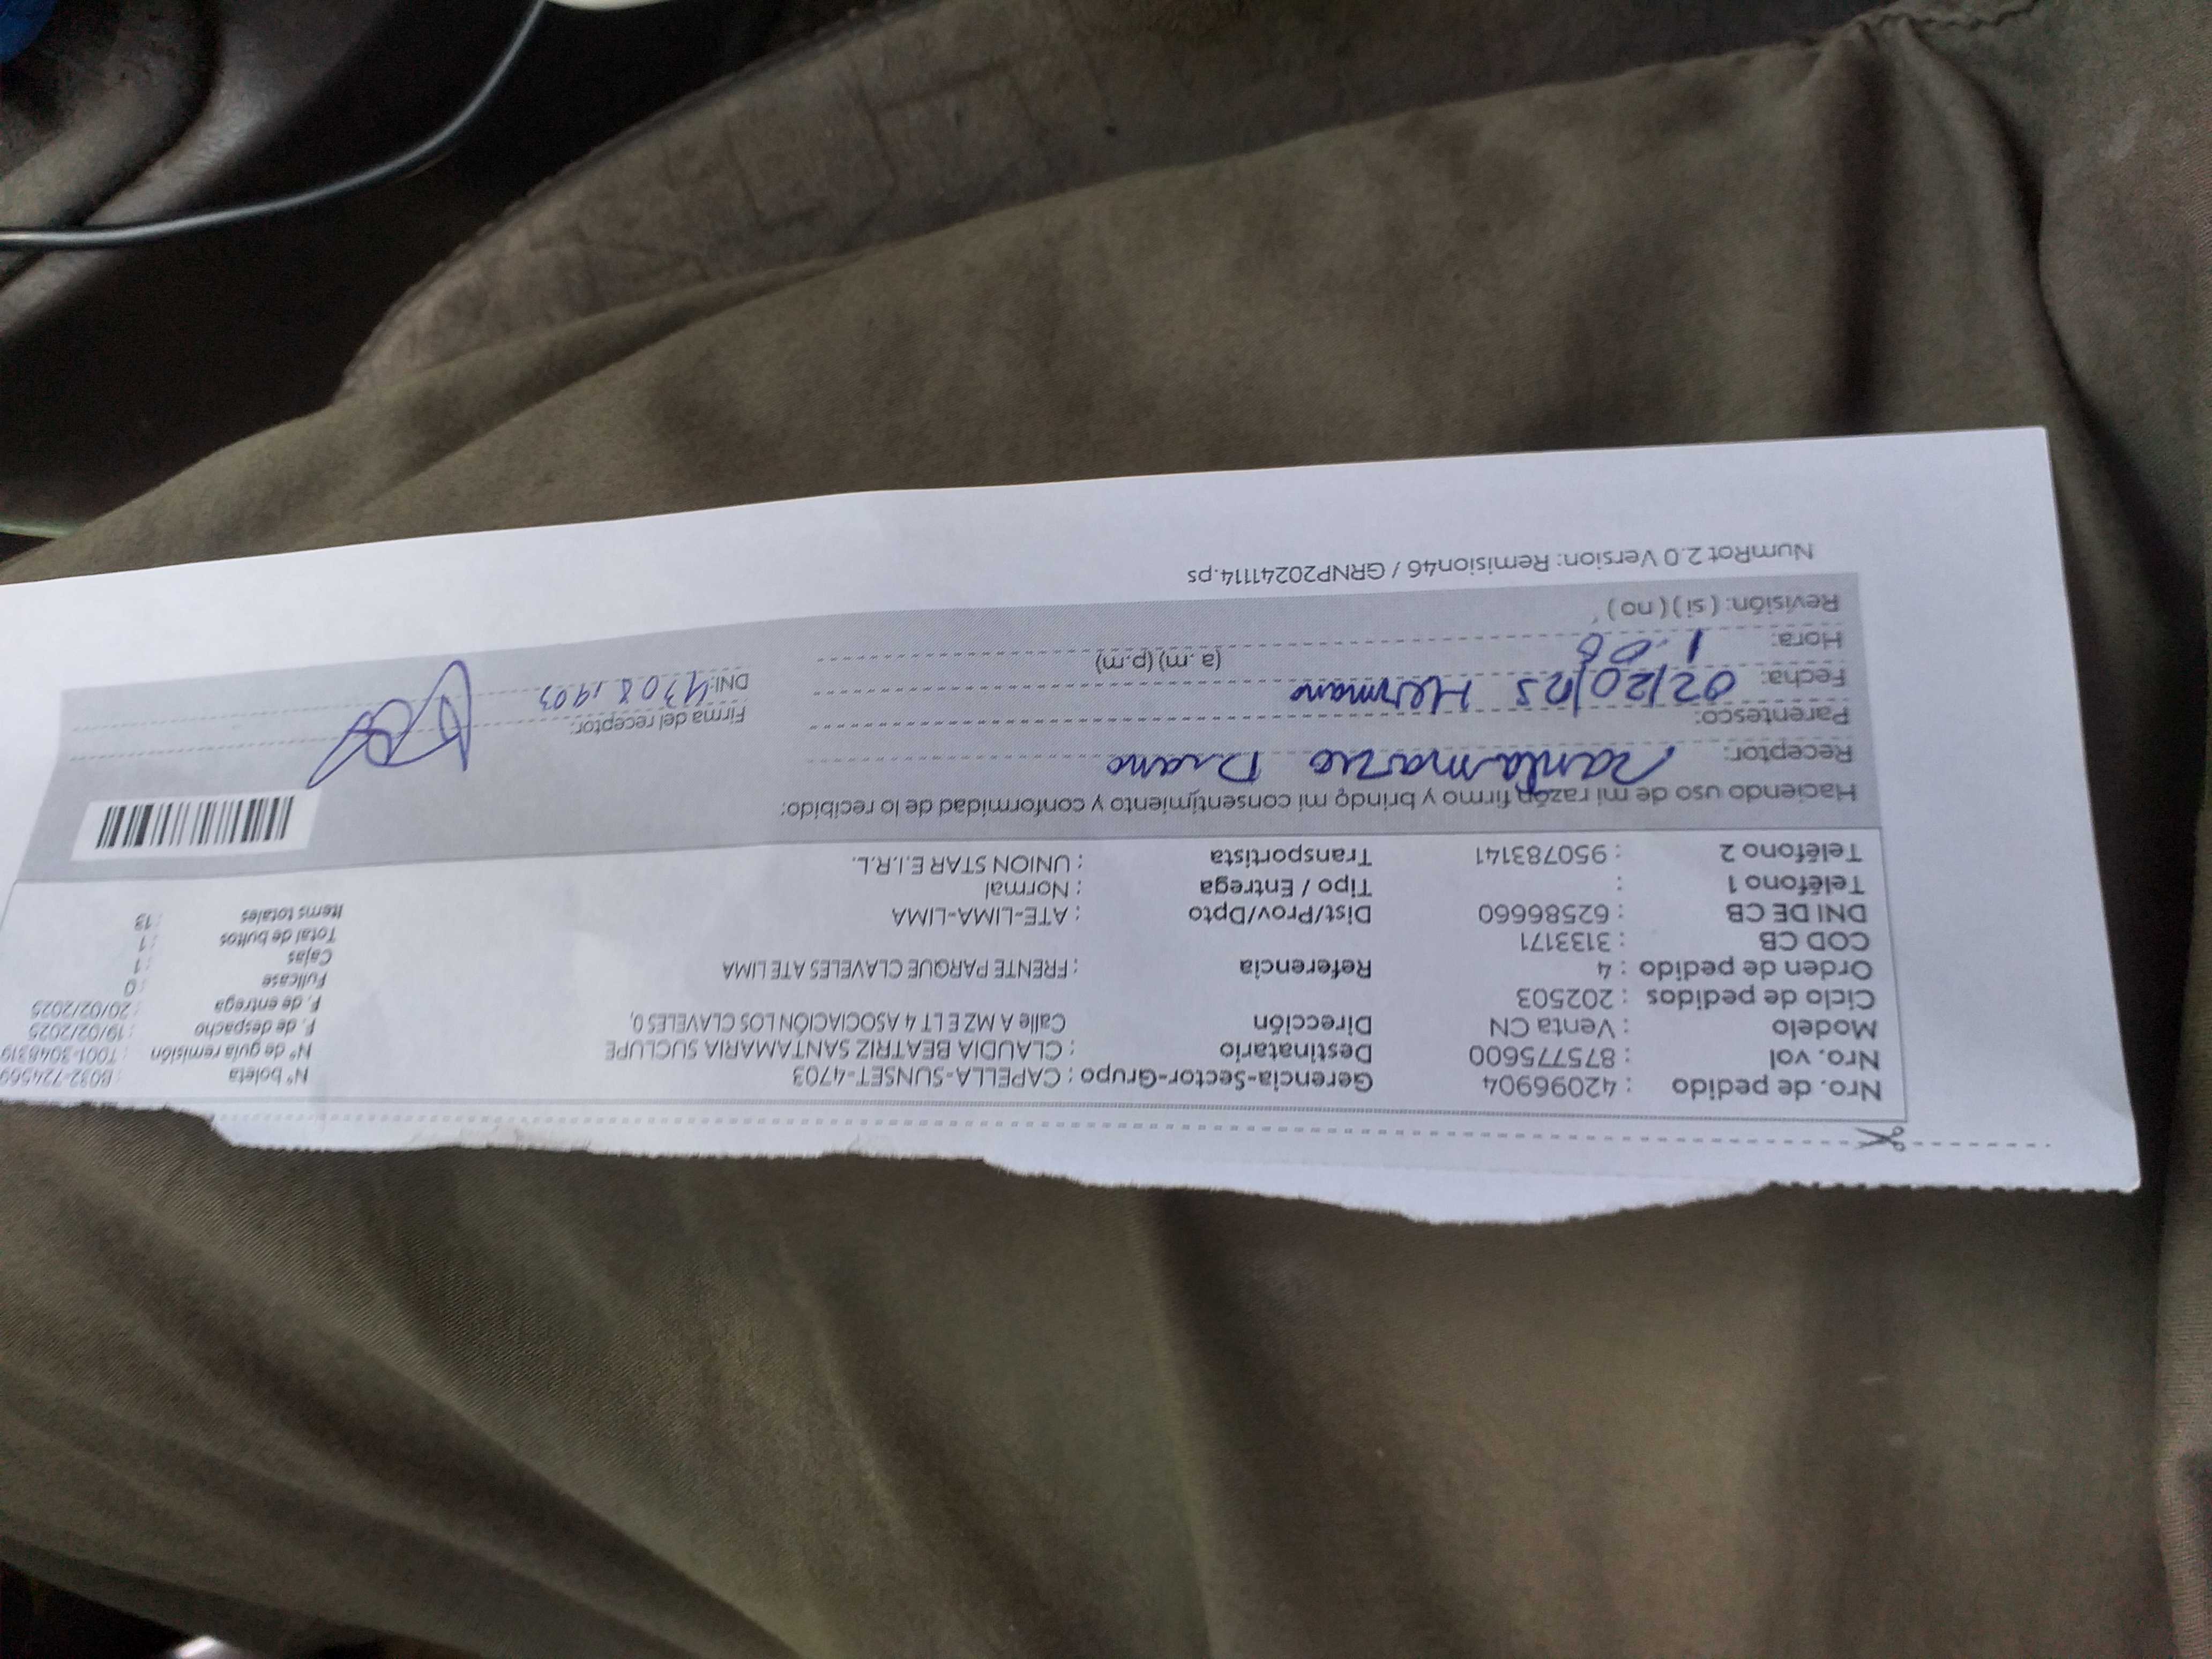 Nro. de pedido : 42096904 Gerencia-Sector-Grupo : CAPELLA-SUNSET-4703 Nº boleta : B032-724569
Nro. vol : 875775600 Destinatario : CLAUDIA BEATRIZ SANTAMARIA SUCLUPE Nº de guía remisión : T001-3048319
Modelo : Venta CN Dirección Calle A MZ E LT 4 ASOCIACIÓN LOS CLAVELES 0, F. de despacho : 19/02/2025
Ciclo de pedidos : 202503 F. de entrega : 20/02/2025
Orden de pedido : 4 Referencia : FRENTE PARQUE CLAVELES ATE LIMA Fullcase : 0
COD CB : 3133171 Cajas : 1
DNI DE CB : 62586660 Dist/Prov/Dpto : ATE-LIMA-LIMA Total de bultos : 1
Teléfono 1 : Tipo / Entrega : Normal Items totales : 13
Teléfono 2 : 950783141 Transportista : UNION STAR E.I.R.L.
Haciendo uso de mi razón firmo y brindo mi consentimiento y conformidad de lo recibido:
Receptor: Santamaria
Parentesco: Firma del receptor:
Fecha: 02/20/25 Hermano DNI:
Hora: 1.00 (a.m) (p.m)
Revisión: ( si ) ( no )
NumRot 2.0 Version: Remision46 / GRNP20241114.ps